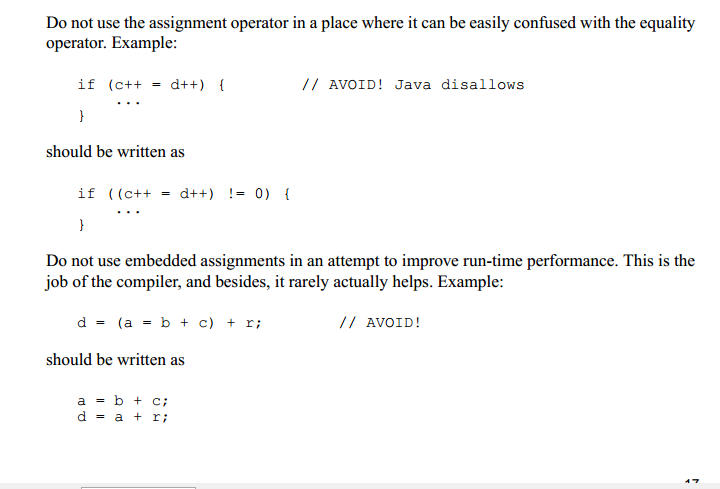 Do not use the assignment operator in a place where it can be easily confused with the equality
operator. Example:
if (c++ = d++) { // AVOID! Java disallows
...
}
should be written as
if ((c++ = d++) != 0) {
...
}
Do not use embedded assignments in an attempt to improve run-time performance. This is the
job of the compiler, and besides, it rarely actually helps. Example:
d = (a = b + c) + r; // AVOID!
should be written as
a = b + c;
d = a + r;